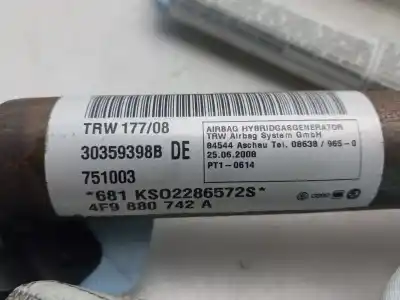 TRW 177/08
30359398B DE
751003
*681 KS02286572S*
4F9 880 742 A
AIRBAG HYBRIDGASGENERATOR
TRW Airbag System GmbH
84544 Aschau Tel. 08638 / 965-0
25.06.2008
PT1-0614